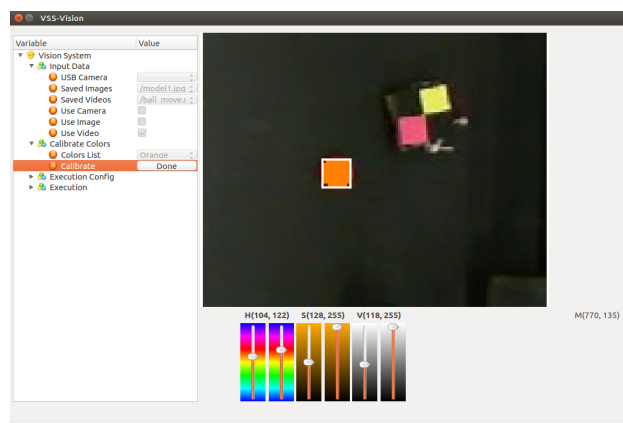 VSS-Vision
Variable Value
Vision System
Input Data
USB Camera
Saved Images /model1.jpg
Saved Videos /ball_move.r
Use Camera
Use Image
Use Video
Calibrate Colors
Colors List Orange
Calibrate Done
Execution Config
Execution
H(104, 122) S(128, 255) V(118, 255) M(770, 135)